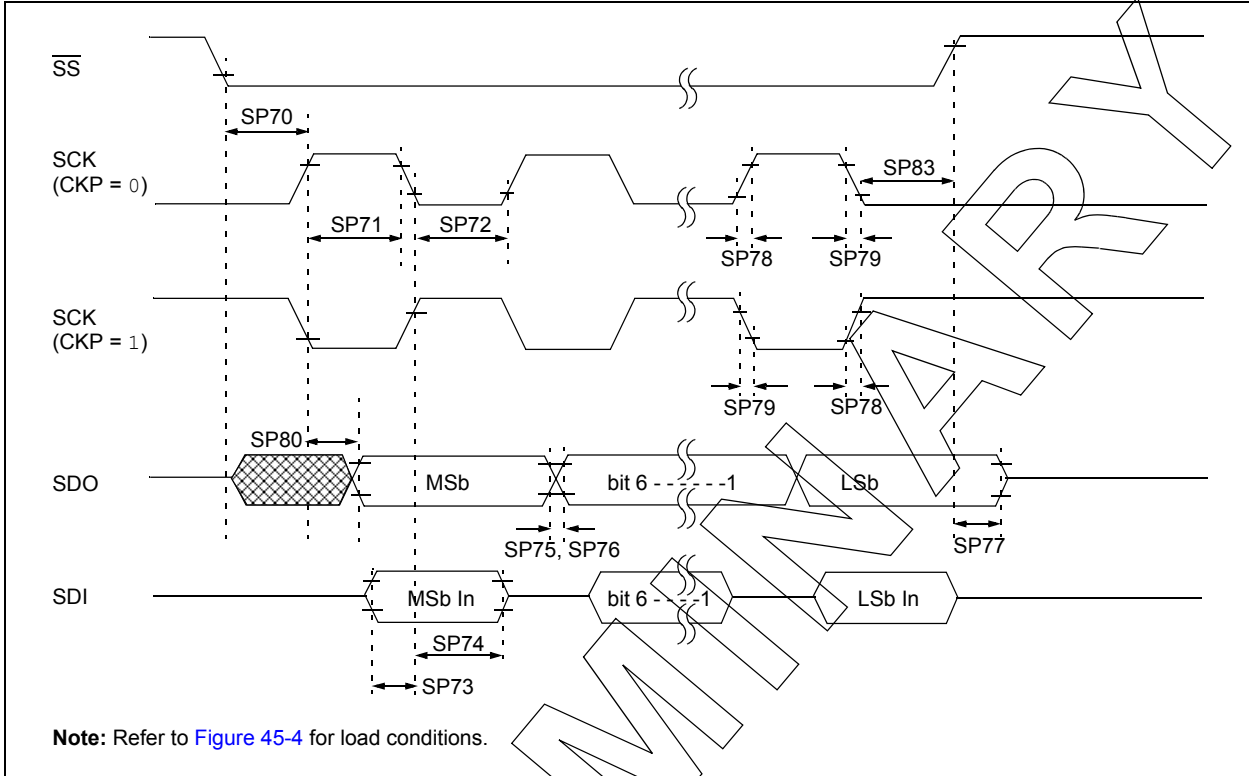 SS
SP70
SCK
(CKP = 0)
SP83
SP71
SP72
SP78
SP79
SCK
(CKP = 1)
SP79
SP78
SP80
SDO
MSb
bit 6 - - - - - -1
LSb
SP75, SP76
SP77
SDI
MSb In
bit 6 - - - - -1
LSb In
SP74
SP73
Note: Refer to Figure 45-4 for load conditions.
MINARY